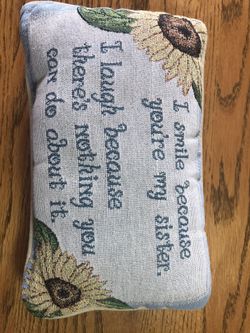 I smile because
you're my sister.
I laugh because
there's nothing you
can do about it.